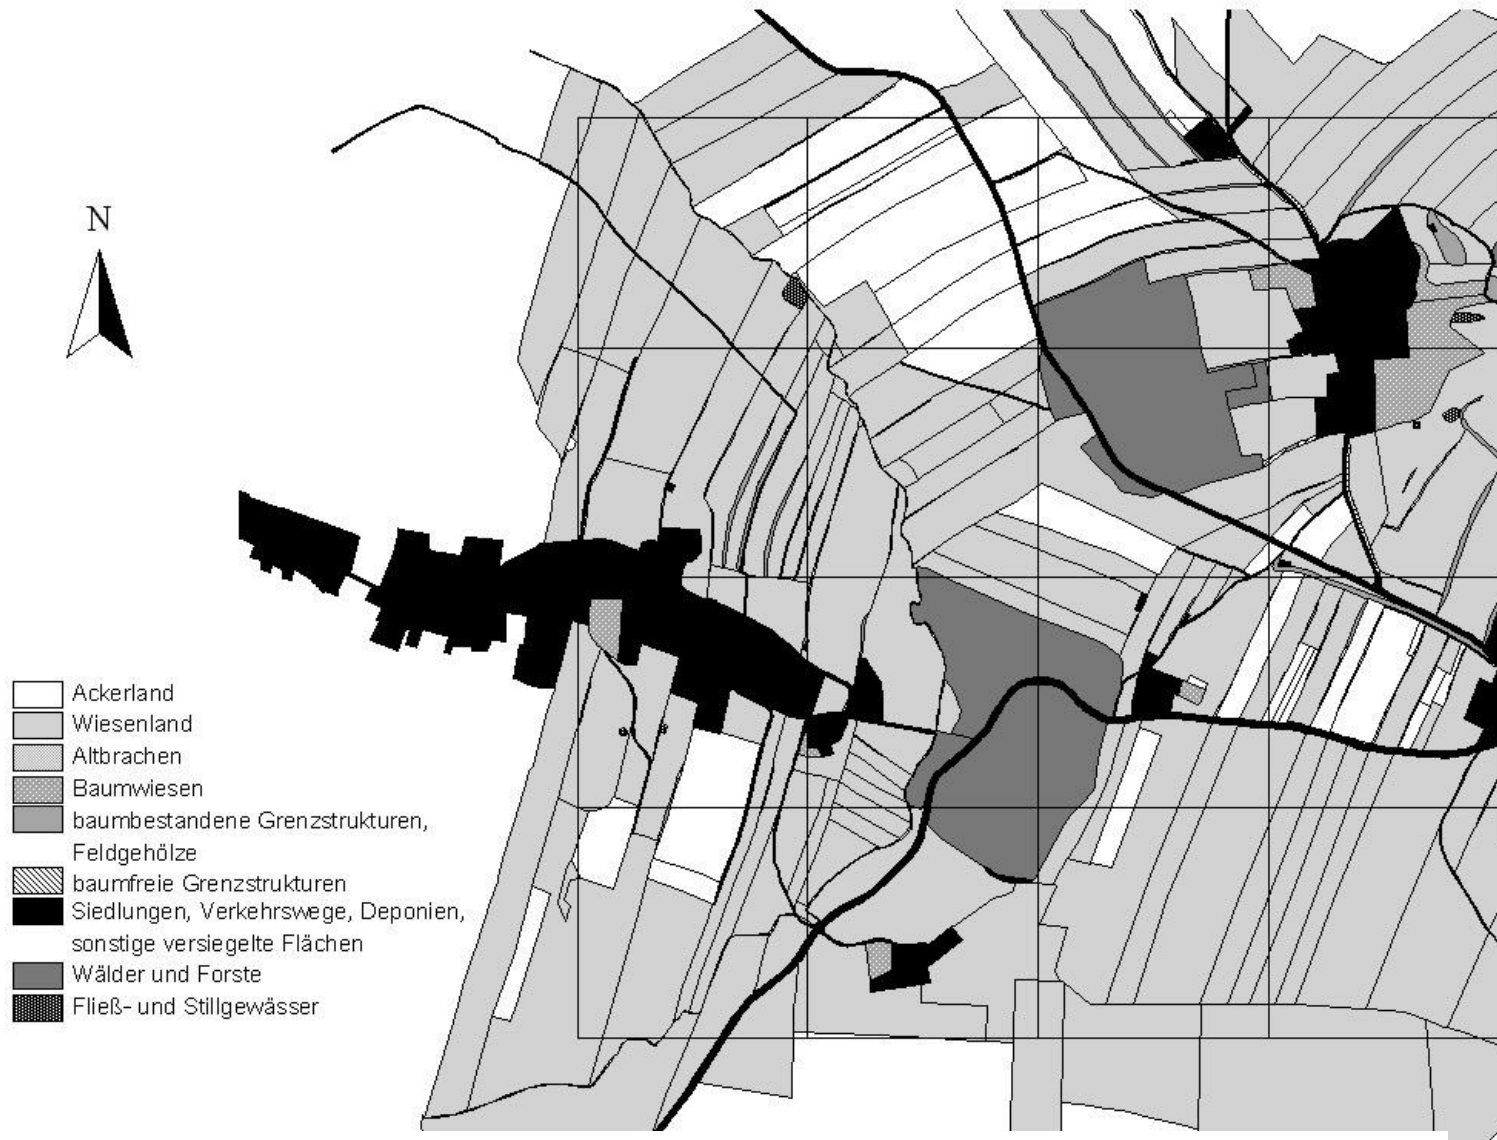 N
Ackerland
Wiesenland
Altbrachen
Baumwiesen
baumbestandene Grenzstrukturen,
Feldgehölze
baumfreie Grenzstrukturen
Siedlungen, Verkehrswege, Deponien,
sonstige versiegelte Flächen
Wälder und Forste
Fließ- und Stillgewässer